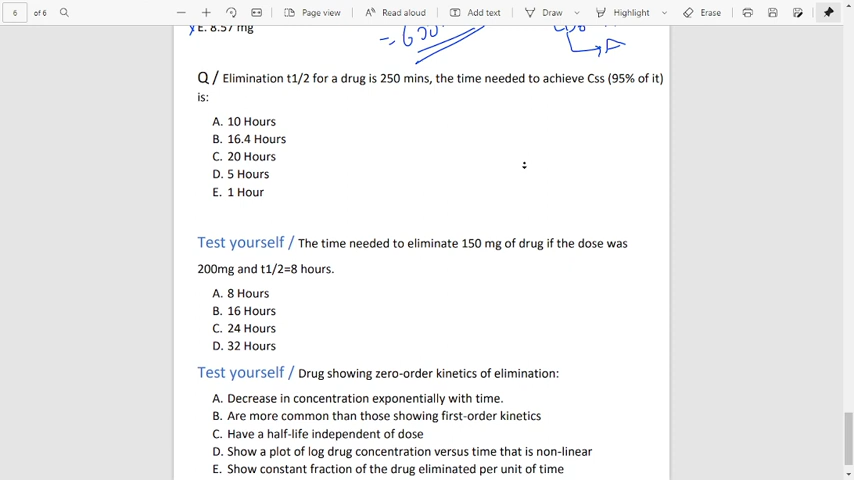 6 of 6 Page view Read aloud Add text Draw Highlight Erase
E. 8.57 mg
Q / Elimination t1/2 for a drug is 250 mins, the time needed to achieve Css (95% of it)
is:
A. 10 Hours
B. 16.4 Hours
C. 20 Hours
D. 5 Hours
E. 1 Hour
Test yourself / The time needed to eliminate 150 mg of drug if the dose was
200mg and t1/2=8 hours.
A. 8 Hours
B. 16 Hours
C. 24 Hours
D. 32 Hours
Test yourself / Drug showing zero-order kinetics of elimination:
A. Decrease in concentration exponentially with time.
B. Are more common than those showing first-order kinetics
C. Have a half-life independent of dose
D. Show a plot of log drug concentration versus time that is non-linear
E. Show constant fraction of the drug eliminated per unit of time